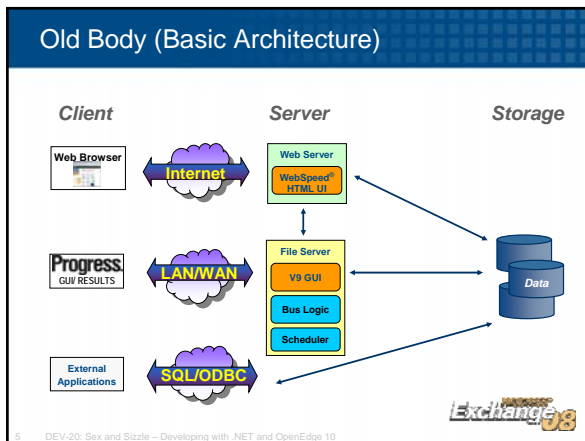 Old Body (Basic Architecture)
Client
Server
Storage
Web Browser
Internet
Web Server
WebSpeed®
HTML UI
Progress.
GUI/ RESULTS
LAN/WAN
File Server
V9 GUI
Bus Logic
Scheduler
Data
External
Applications
SQL/ODBC
5 DEV-20: Sex and Sizzle – Developing with .NET and OpenEdge 10
Exchange
08